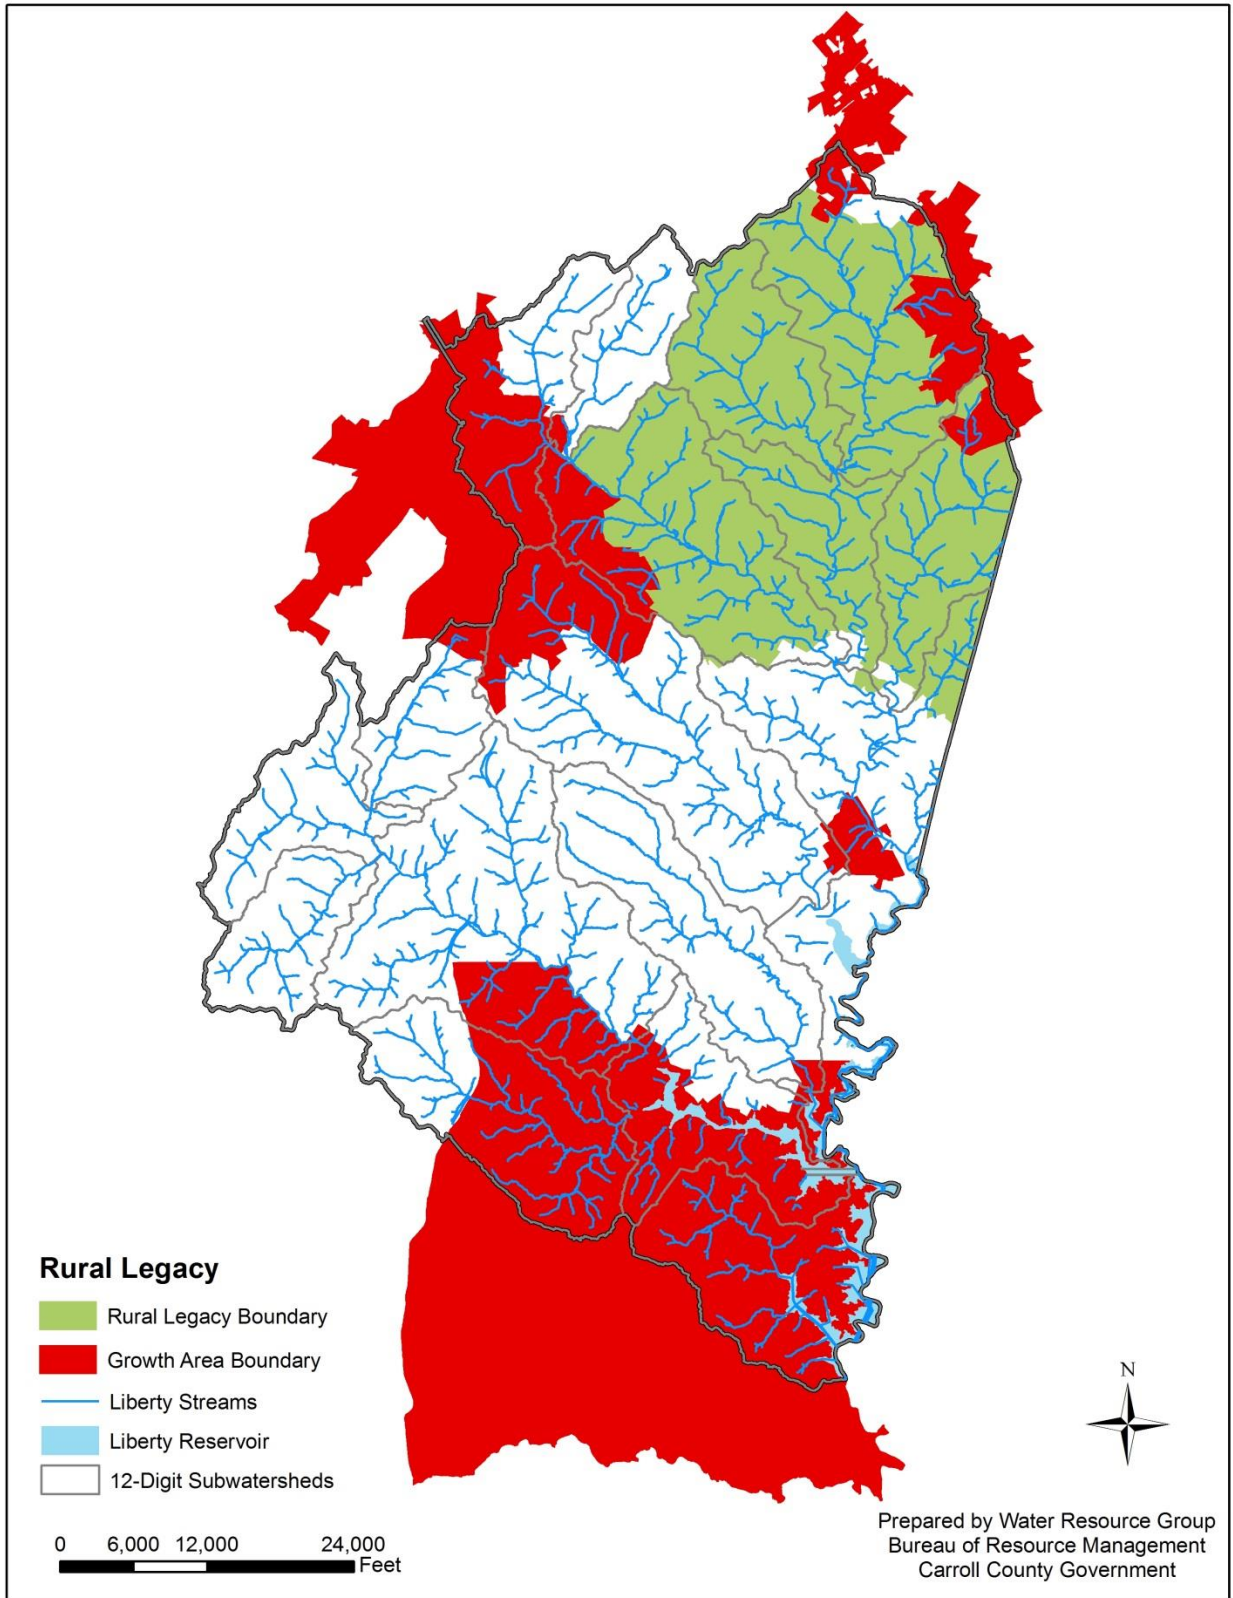 Rural Legacy
Rural Legacy Boundary
Growth Area Boundary
Liberty Streams
Liberty Reservoir
12-Digit Subwatersheds
0 6,000 12,000 24,000
Feet
N
Prepared by Water Resource Group
Bureau of Resource Management
Carroll County Government